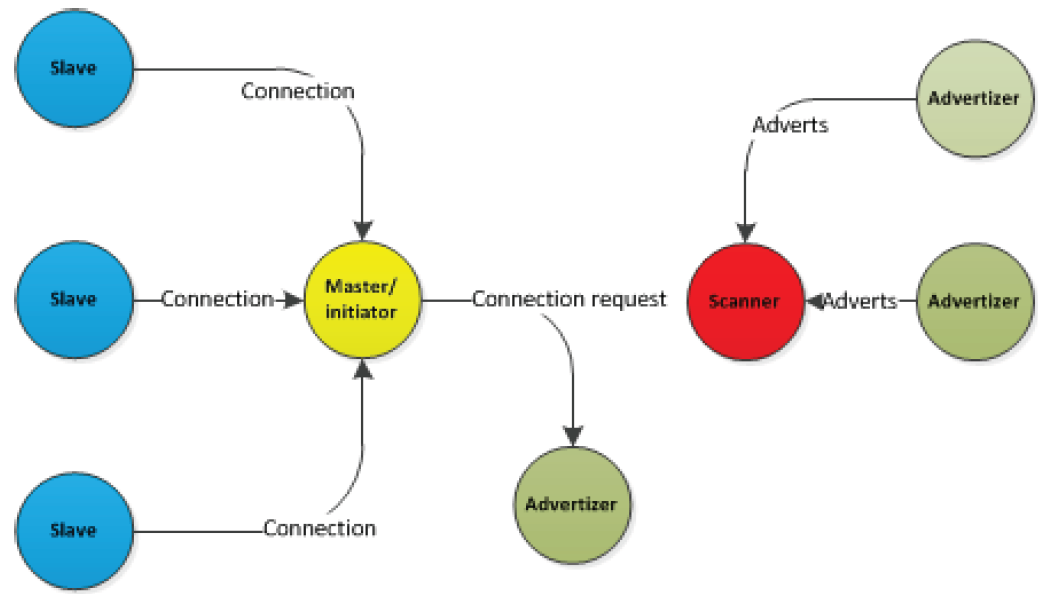 Slave
Connection
Advertizer
Adverts
Slave
Connection
Master/
initiator
Connection request
Scanner
Adverts
Advertizer
Advertizer
Slave
Connection